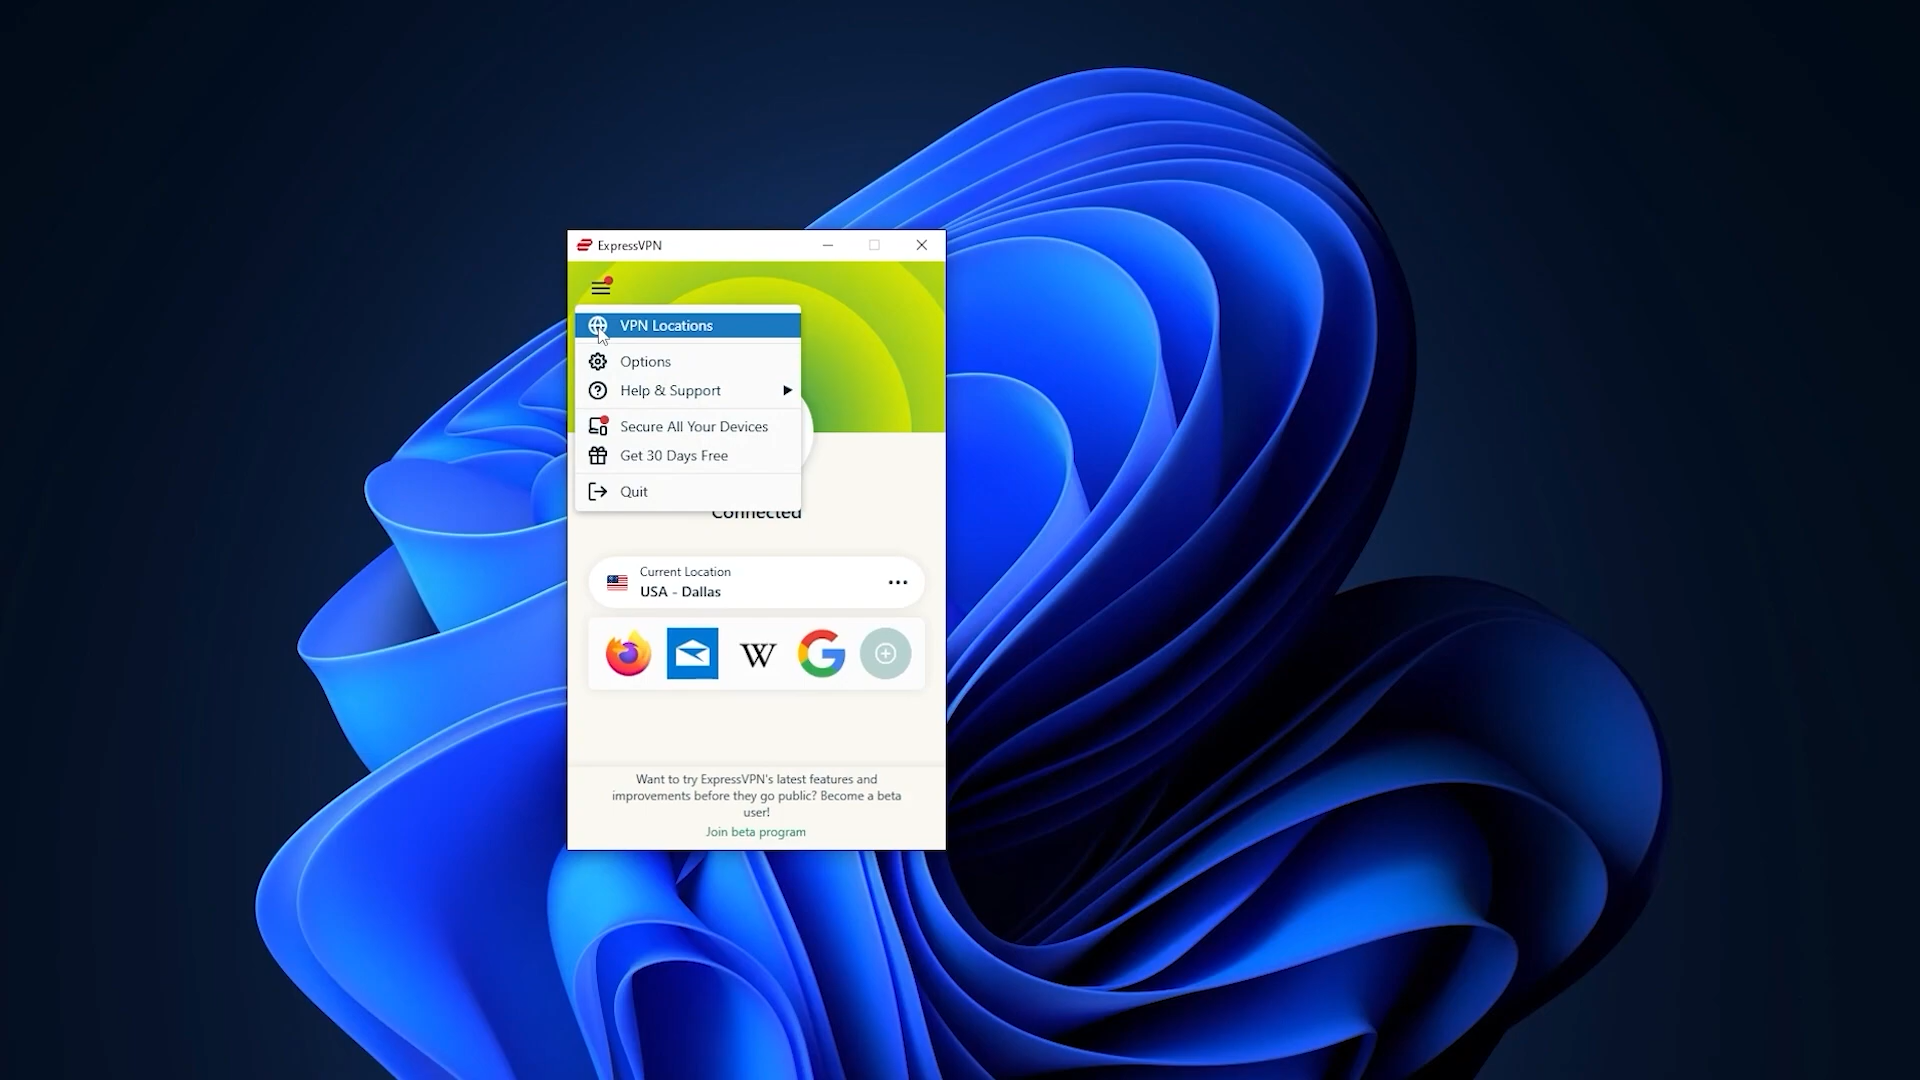 ExpressVPN
VPN Locations
Options
Help & Support
Secure All Your Devices
Get 30 Days Free
Quit
Connected
Current Location
USA - Dallas
W
G
Want to try ExpressVPN's latest features and
improvements before they go public? Become a beta
user!
Join beta program